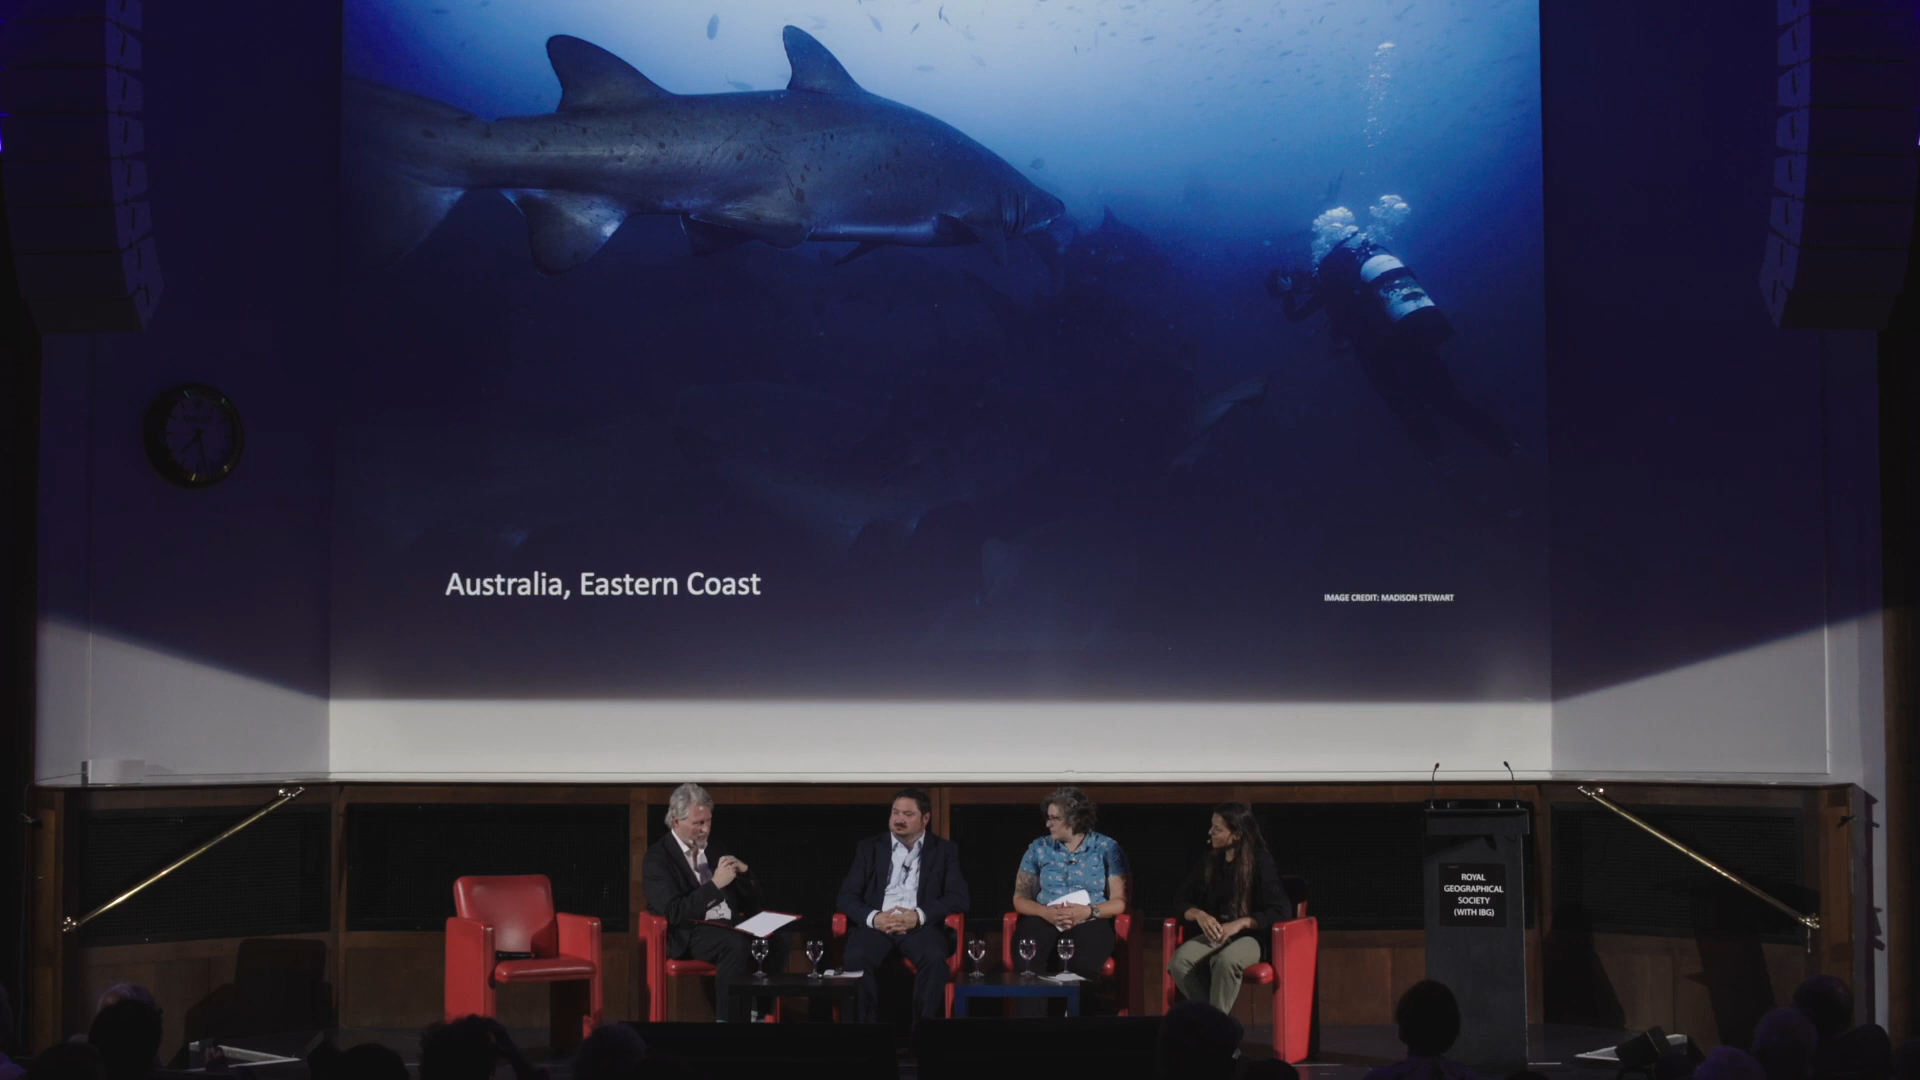 Australia, Eastern Coast
IMAGE CREDIT: MADISON STEWART
ROYAL
GEOGRAPHICAL
SOCIETY
(WITH IBG)